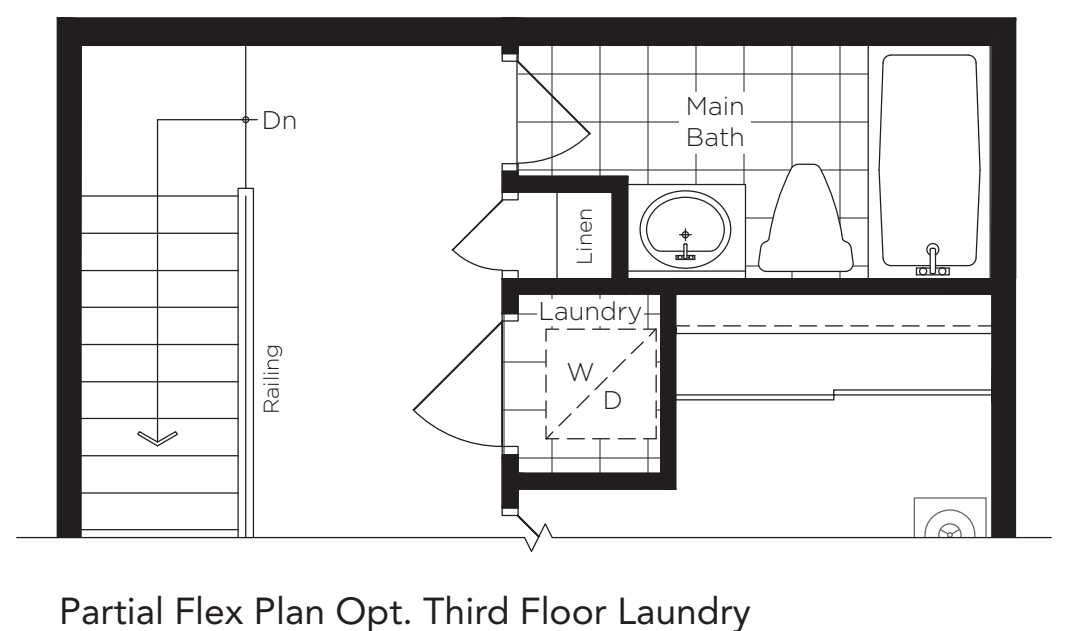 Dn
Main
Bath
Linen
Laundry
W
D
Railing
Partial Flex Plan Opt. Third Floor Laundry